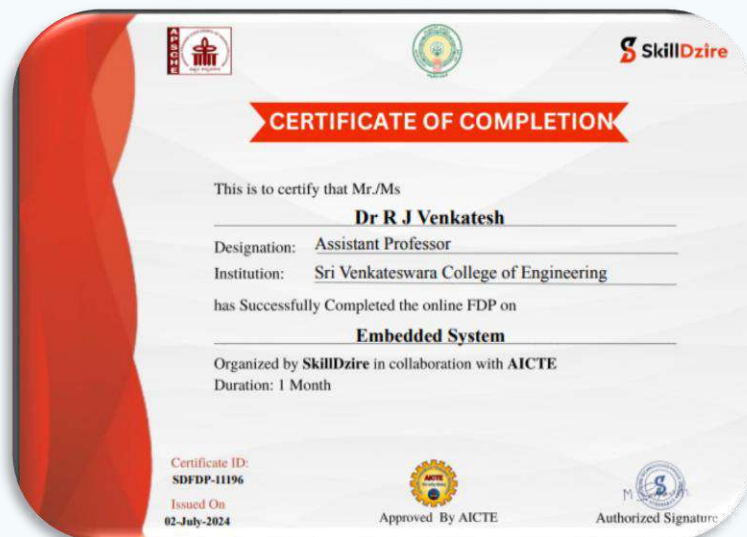 APSCHE
SkillDzire
CERTIFICATE OF COMPLETION
This is to certify that Mr./Ms
Dr R J Venkatesh
Designation: Assistant Professor
Institution: Sri Venkateswara College of Engineering
has Successfully Completed the online FDP on
Embedded System
Organized by SkillDzire in collaboration with AICTE
Duration: 1 Month
Certificate ID:
SDFDP-11196
Issued On
02-July-2024
AICTE
Approved By AICTE
Authorized Signature